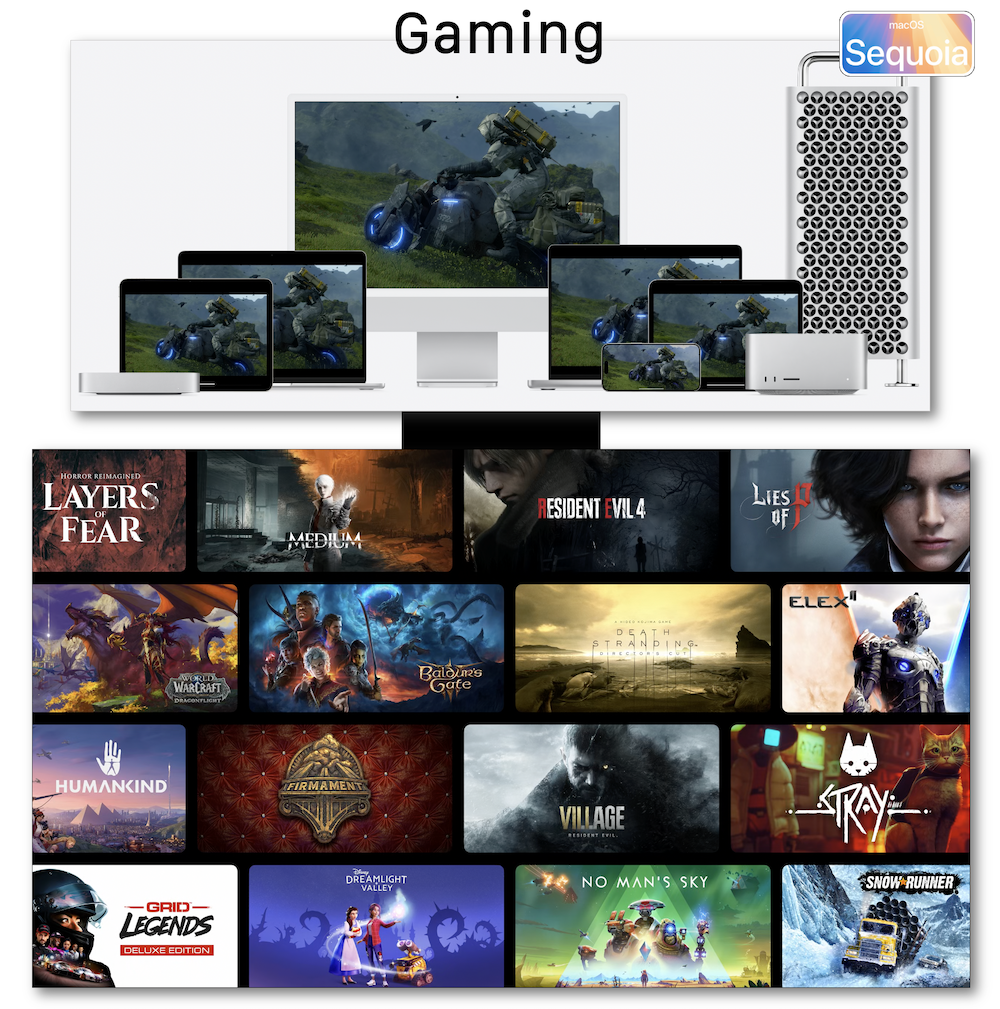 Gaming
macOS
Sequoia
HORROR REIMAGINED
LAYERS
OF
FEAR
MEDIUM
RESIDENT EVIL 4
LIES
OF P
WORLD
WARCRAFT
DRAGONFLIGHT
BALDUR'S
GATE
A HIDEO KOJIMA GAME
DEATH
STRANDING
DIRECTOR'S CUT
ELEX II
HUMANKIND
FIRMAMENT
VILLAGE
RESIDENT EVIL.
STRAY
GRID
LEGENDS
DELUXE EDITION
Disney
DREAMLIGHT
VALLEY
NO MAN'S SKY
SNOWRUNNER